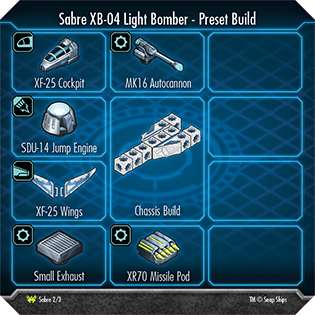 Sabre XB-04 Light Bomber - Preset Build
XF-25 Cockpit
MK16 Autocannon
SDU-14 Jump Engine
XF-25 Wings
Chassis Build
Small Exhaust
XR70 Missile Pod
Sabre 2/3
TM © Snap Ships